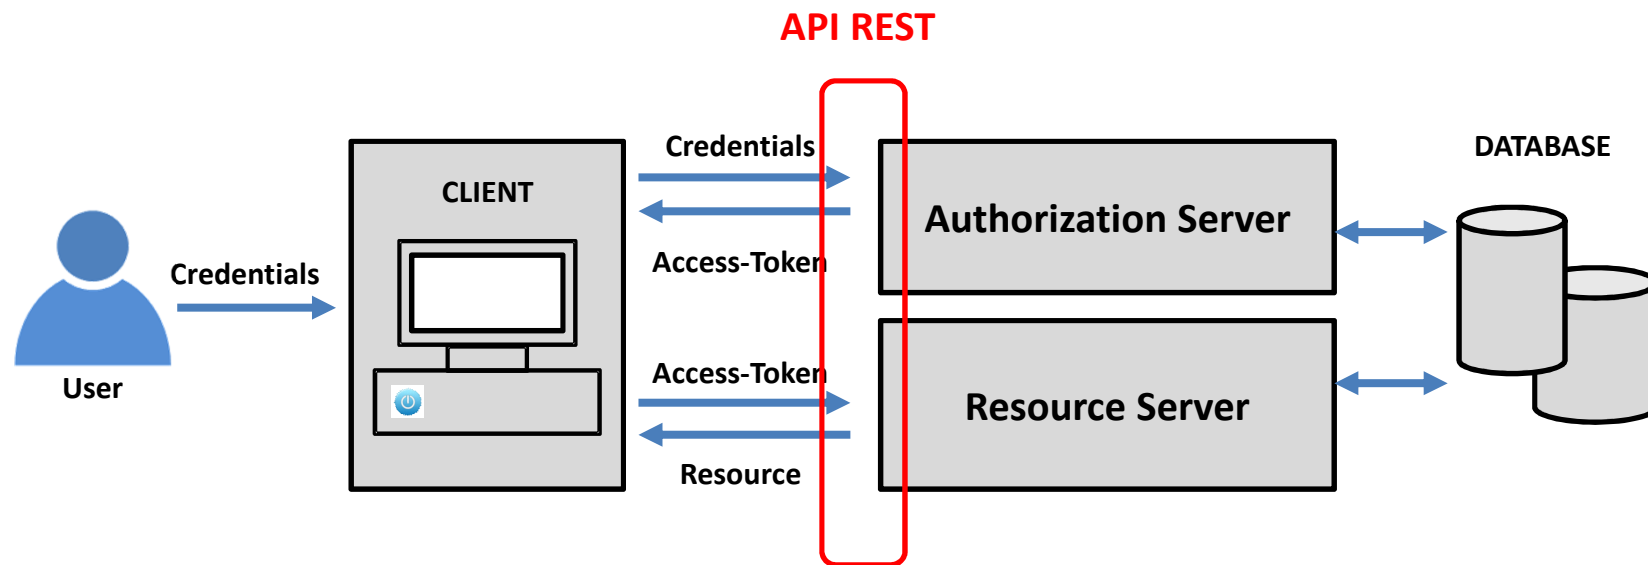 API REST
Credentials
DATABASE
CLIENT
Authorization Server
Access-Token
Credentials
User
Access-Token
Resource Server
Resource